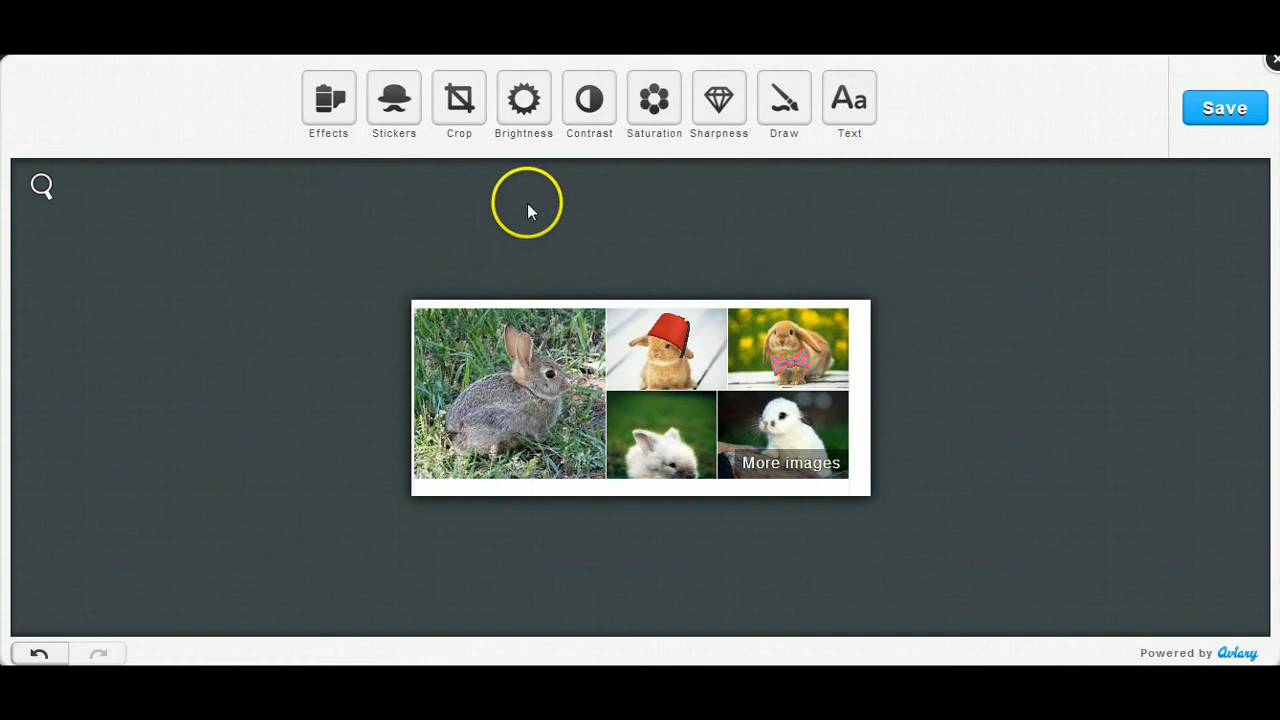 Aa
Effects
Stickers
Crop
Brightness
Contrast
Saturation
Sharpness
Draw
Text
Save
More images
Powered by Aviary